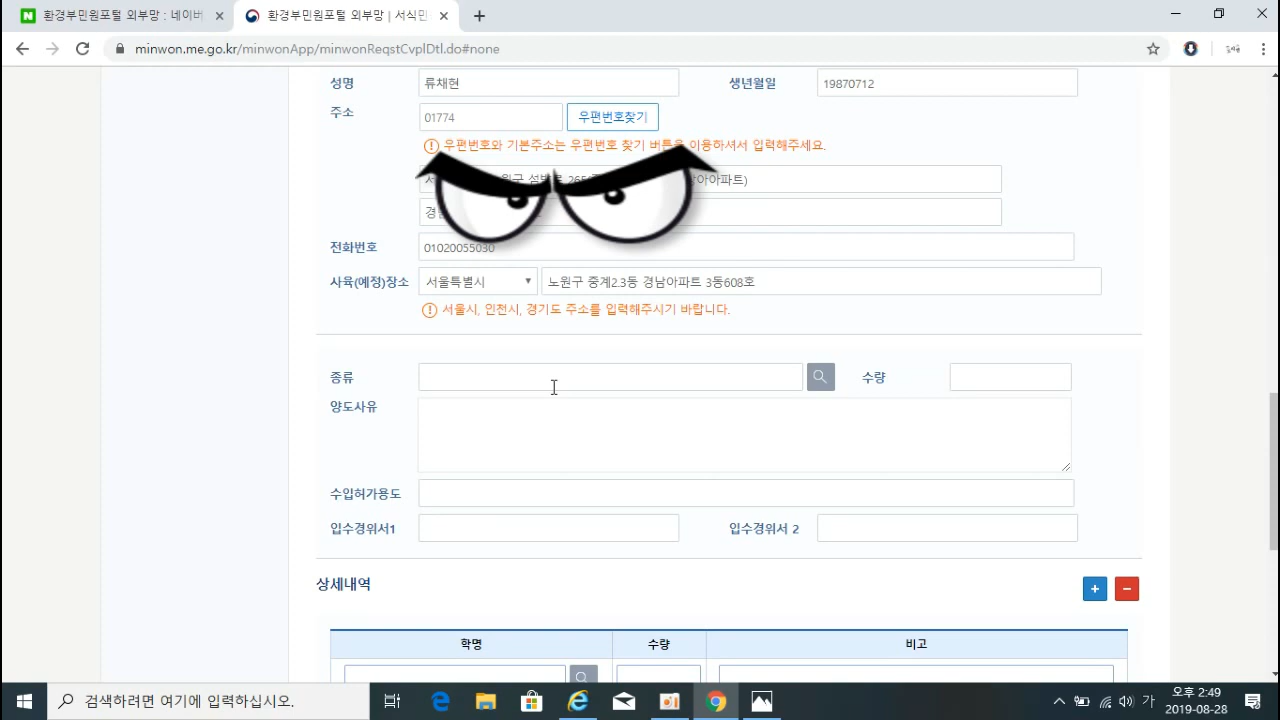 환경부민원포털 외부망 : 네이버
환경부민원포털 외부망 | 서식민
minwon.me.go.kr/minwonApp/minwonReqstCvplDtl.do#none
성명 류채현 생년월일 19870712
주소 01774 우편번호찾기
우편번호와 기본주소는 우편번호 찾기 버튼을 이용하셔서 입력해주세요.
전화번호 01020055030
사육(예정)장소 서울특별시 노원구 중계2.3동 경남아파트 3동608호
서울시, 인천시, 경기도 주소를 입력해주시기 바랍니다.
종류 수량
양도사유
수입허가용도
입수경위서1 입수경위서 2
상세내역
학명 수량 비고
검색하려면 여기에 입력하십시오.
가
오후 2:49
2019-08-28